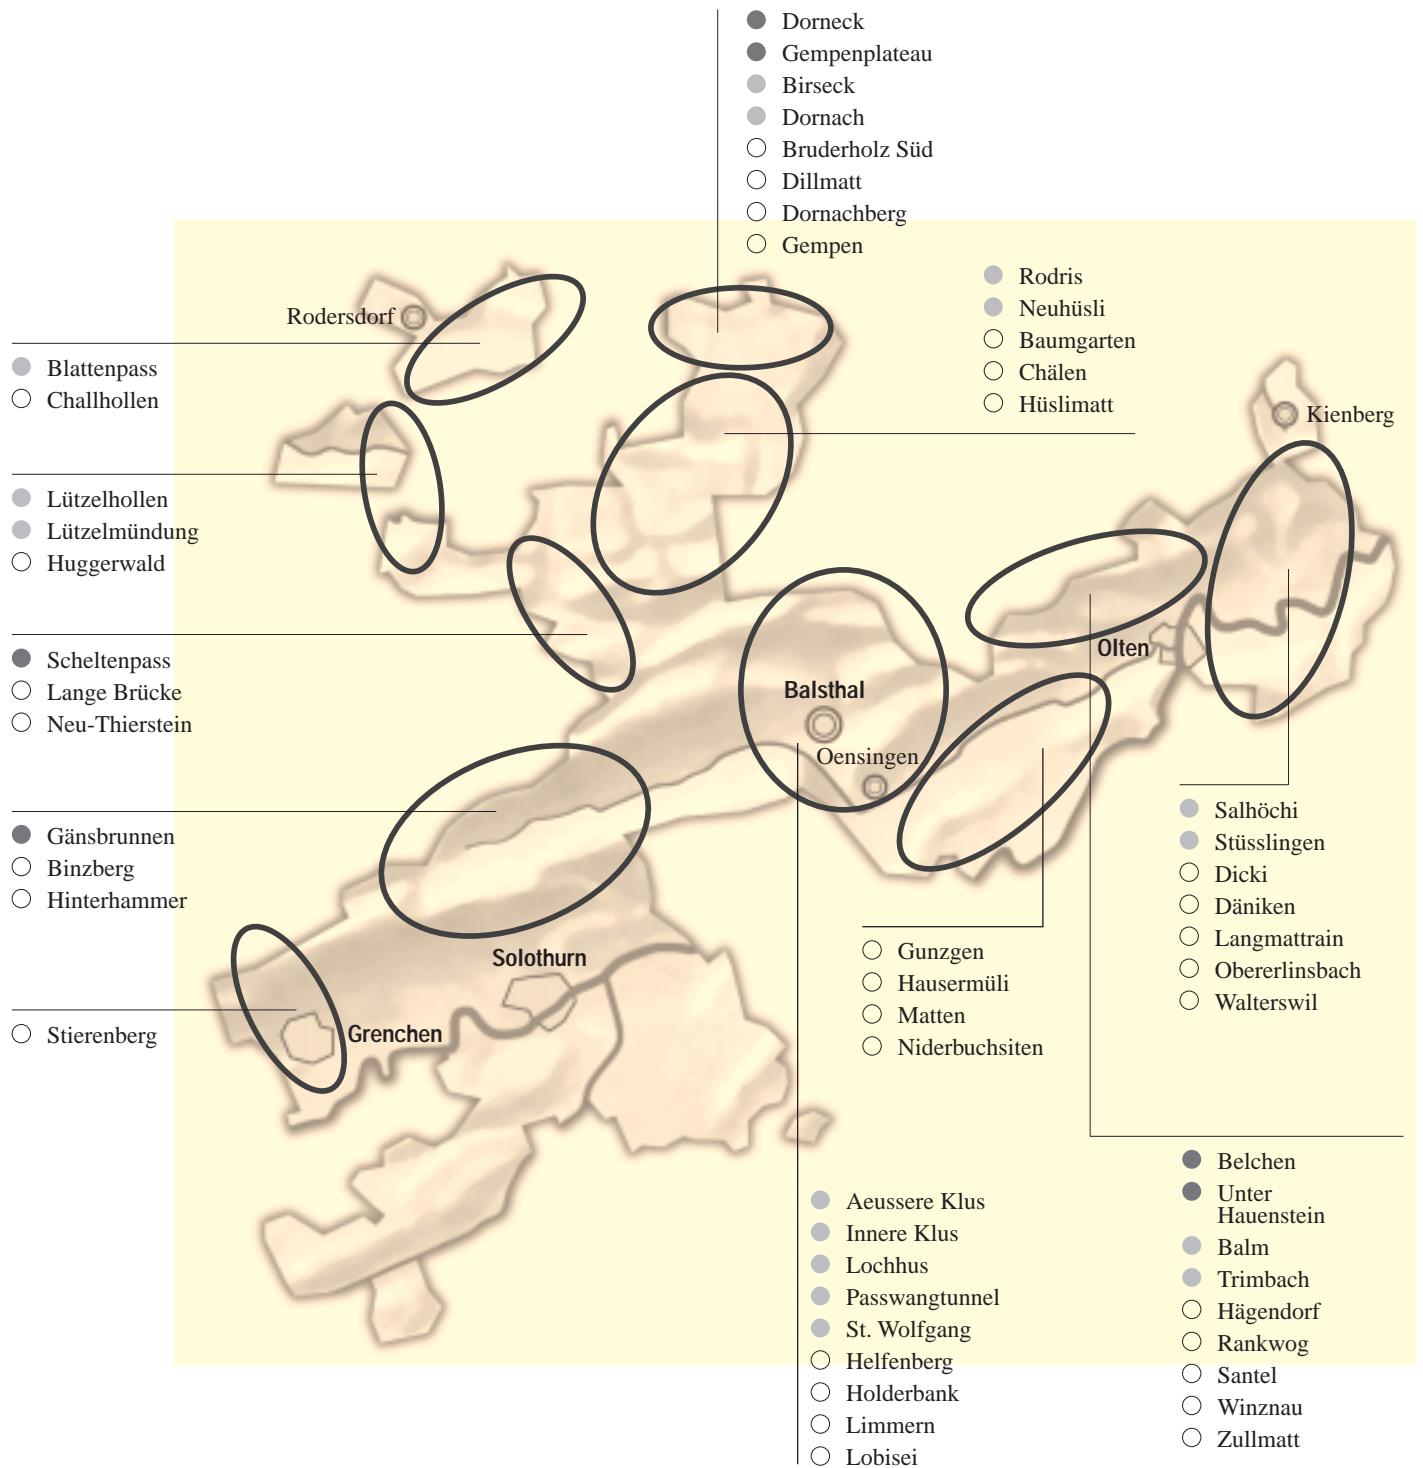 Dorneck
Gempenplateau
Birseck
Dornach
Bruderholz Süd
Dillmatt
Dornachberg
Gempen
Rodris
Neuhüsli
Baumgarten
Chälen
Hüslimatt
Rodersdorf
Blattenpass
Challhollen
Kienberg
Lützelhollen
Lützelmündung
Huggerwald
Scheltenpass
Lange Brücke
Neu-Thierstein
Olten
Balsthal
Oensingen
Gänsbrunnen
Binzberg
Hinterhammer
Salhöchi
Stüsslingen
Dicki
Däniken
Langmattrain
Obererlinsbach
Walterswil
Solothurn
Grenchen
Stierenberg
Gunzgen
Hausermüli
Matten
Niderbuchsiten
Aeussere Klus
Innere Klus
Lochhus
Passwangtunnel
St. Wolfgang
Helfenberg
Holderbank
Limmern
Lobisei
Belchen
Unter
Hauenstein
Balm
Trimbach
Hägendorf
Rankwog
Santel
Winznau
Zullmatt